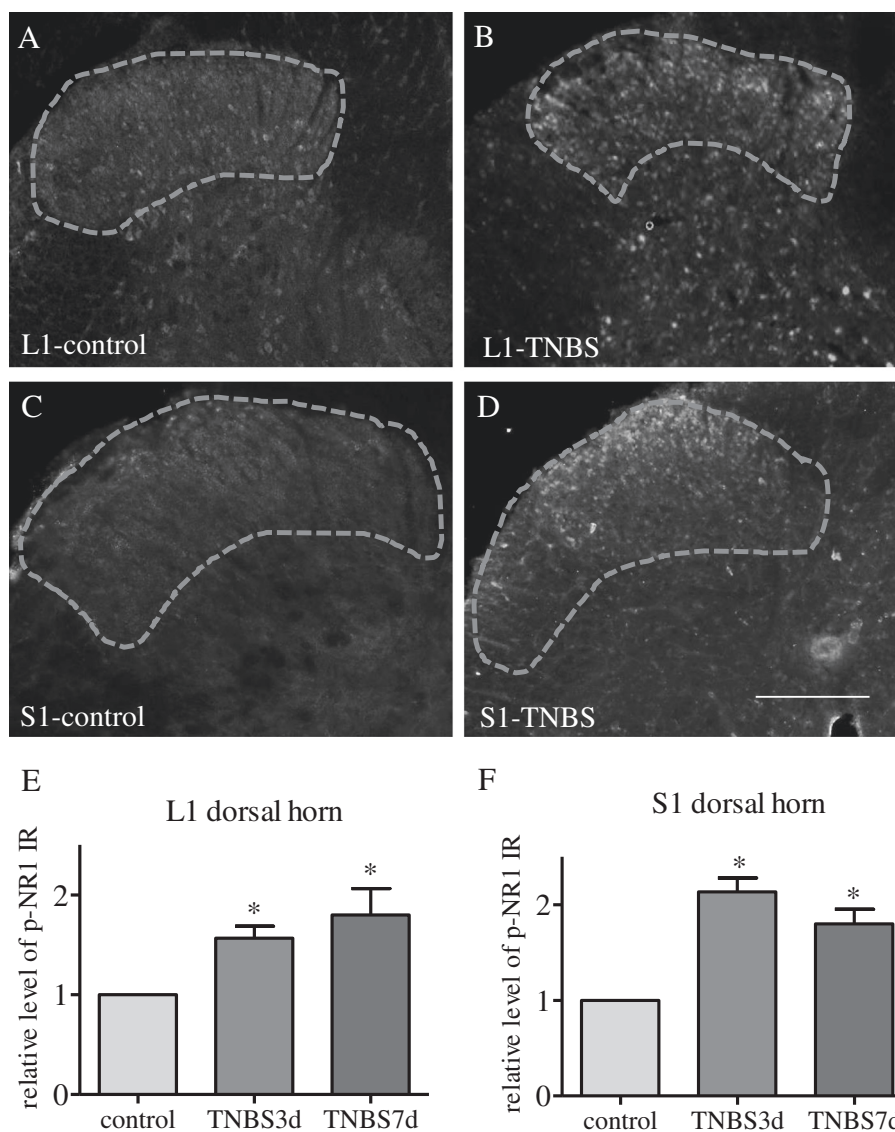 A
L1-control
B
L1-TNBS
C
S1-control
D
S1-TNBS
E
L1 dorsal horn
relative level of p-NR1 IR
2
*
*
1
0
control TNBS3d TNBS7d
F
S1 dorsal horn
relative level of p-NR1 IR
2
*
*
1
0
control TNBS3d TNBS7d